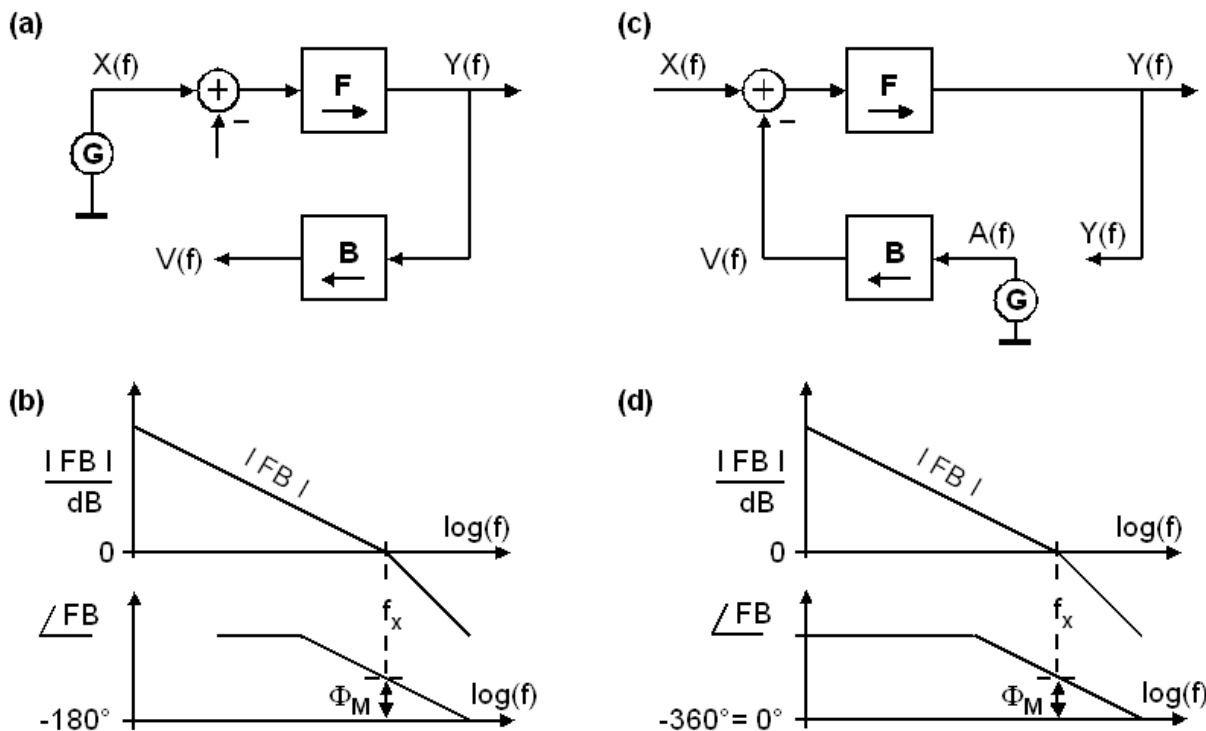 (a)
X(f)
+
−
F
Y(f)
G
V(f)
B
(c)
X(f)
+
−
F
Y(f)
V(f)
B
A(f)
Y(f)
G
(b)
I FB I
dB
I FB I
log(f)
0
∠FB
f_x
Φ_M
log(f)
-180°
(d)
I FB I
dB
I FB I
log(f)
0
∠FB
f_x
Φ_M
log(f)
-360°= 0°